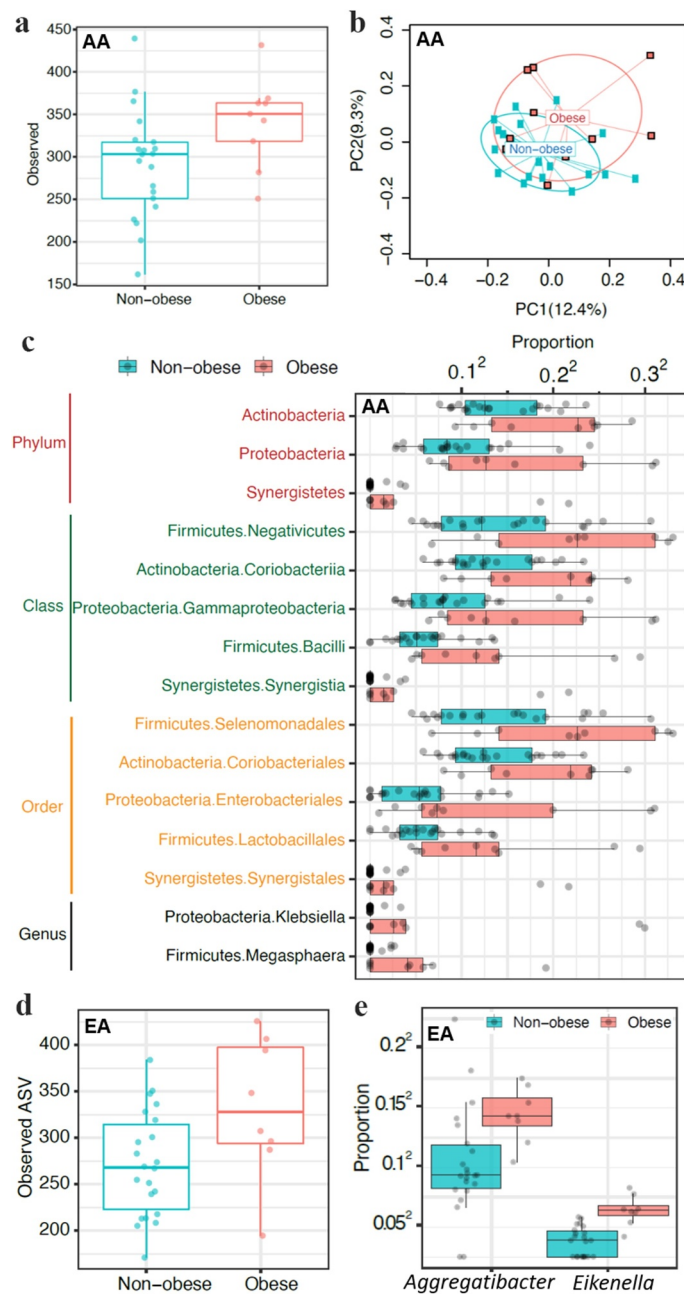 a
AA
450
400
350
300
250
200
150
Observed
Non-obese
Obese
b
AA
0.4
0.2
0.0
−0.2
−0.4
PC2(9.3%)
Obese
Non-obese
−0.4
−0.2
0.0
0.2
0.4
PC1(12.4%)
c
Proportion
Non-obese
Obese
0.1²
0.2²
0.3²
AA
Phylum
Actinobacteria
Proteobacteria
Synergistetes
Class
Firmicutes.Negativicutes
Actinobacteria.Coriobacteriia
Proteobacteria.Gammaproteobacteria
Firmicutes.Bacilli
Synergistetes.Synergistia
Order
Firmicutes.Selenomonadales
Actinobacteria.Coriobacteriales
Proteobacteria.Enterobacteriales
Firmicutes.Lactobacillales
Synergistetes.Synergistales
Genus
Proteobacteria.Klebsiella
Firmicutes.Megasphaera
d
EA
400
350
300
250
200
Observed ASV
Non-obese
Obese
e
EA
Non-obese
Obese
0.2²
0.15²
0.1²
0.05²
Proportion
Aggregatibacter
Eikenella